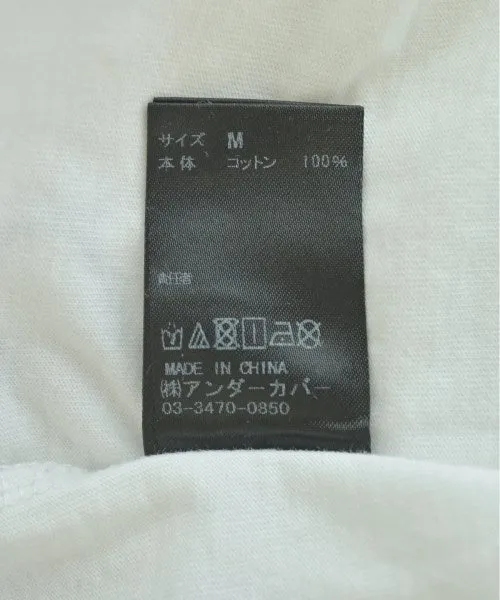 サイズ M
本体 コットン 100%
責任者
MADE IN CHINA
㈱アンダーカバー
03-3470-0850